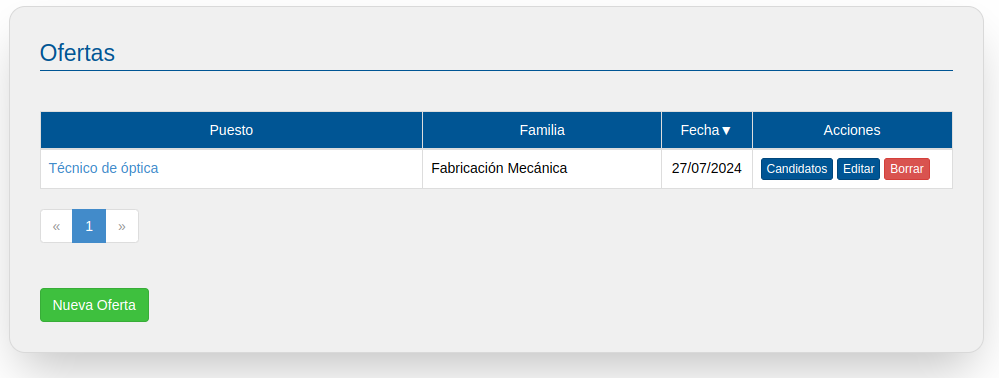 Ofertas
Puesto Familia Fecha▼ Acciones
Técnico de óptica Fabricación Mecánica 27/07/2024 Candidatos Editar Borrar
« 1 »
Nueva Oferta